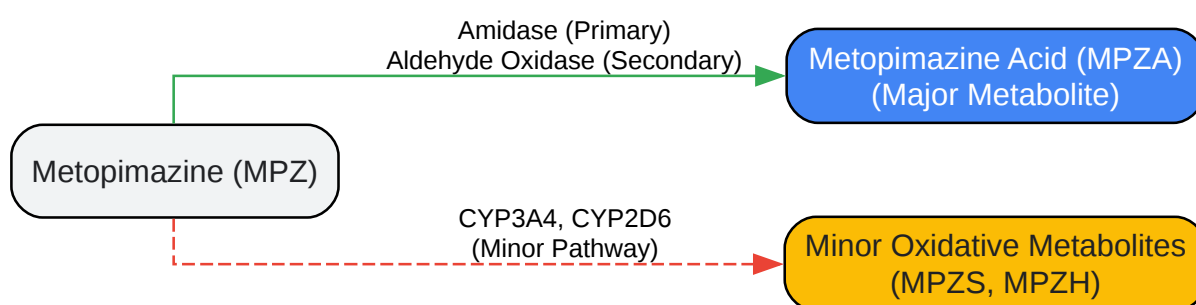 Amidase (Primary)
Aldehyde Oxidase (Secondary)
Metopimazine Acid (MPZA)
(Major Metabolite)
Metopimazine (MPZ)
CYP3A4, CYP2D6
(Minor Pathway)
Minor Oxidative Metabolites
(MPZS, MPZH)